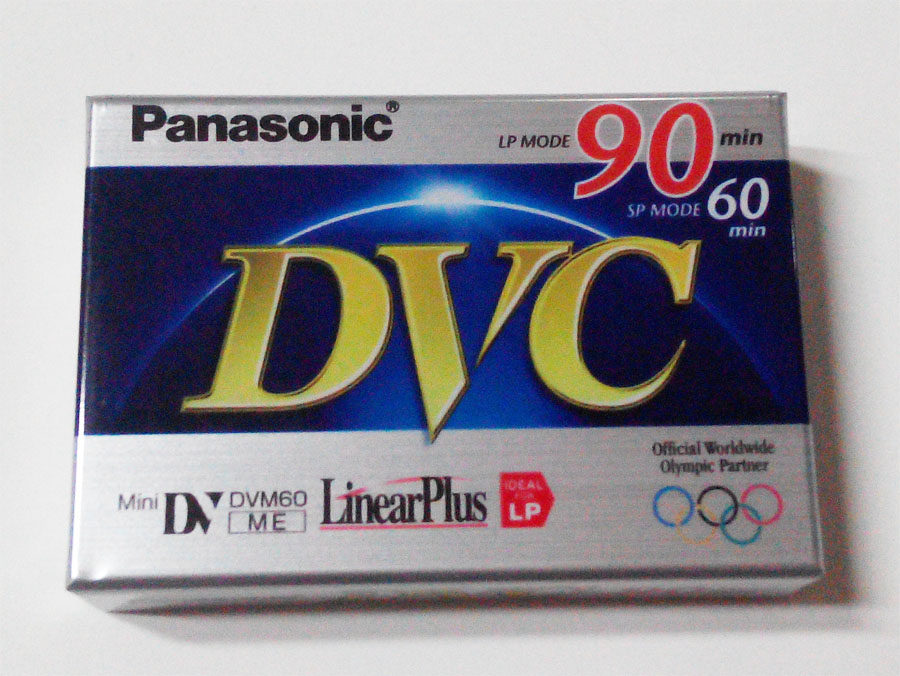 Panasonic®
LP MODE 90 min
SP MODE 60 min
DVC
Official Worldwide
Olympic Partner
Mini DV DVM60 ME LinearPlus IDEAL FOR LP